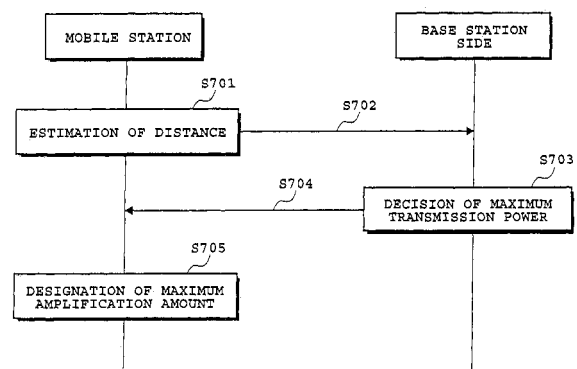 MOBILE STATION
BASE STATION
SIDE
S701
S702
ESTIMATION OF DISTANCE
S703
S704
DECISION OF MAXIMUM
TRANSMISSION POWER
S705
DESIGNATION OF MAXIMUM
AMPLIFICATION AMOUNT